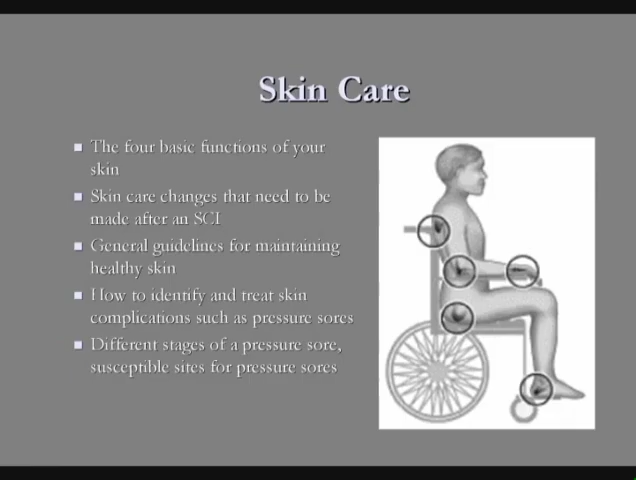 Skin Care
The four basic functions of your
skin
Skin care changes that need to be
made after an SCI
General guidelines for maintaining
healthy skin
How to identify and treat skin
complications such as pressure sores
Different stages of a pressure sore,
susceptible sites for pressure sores